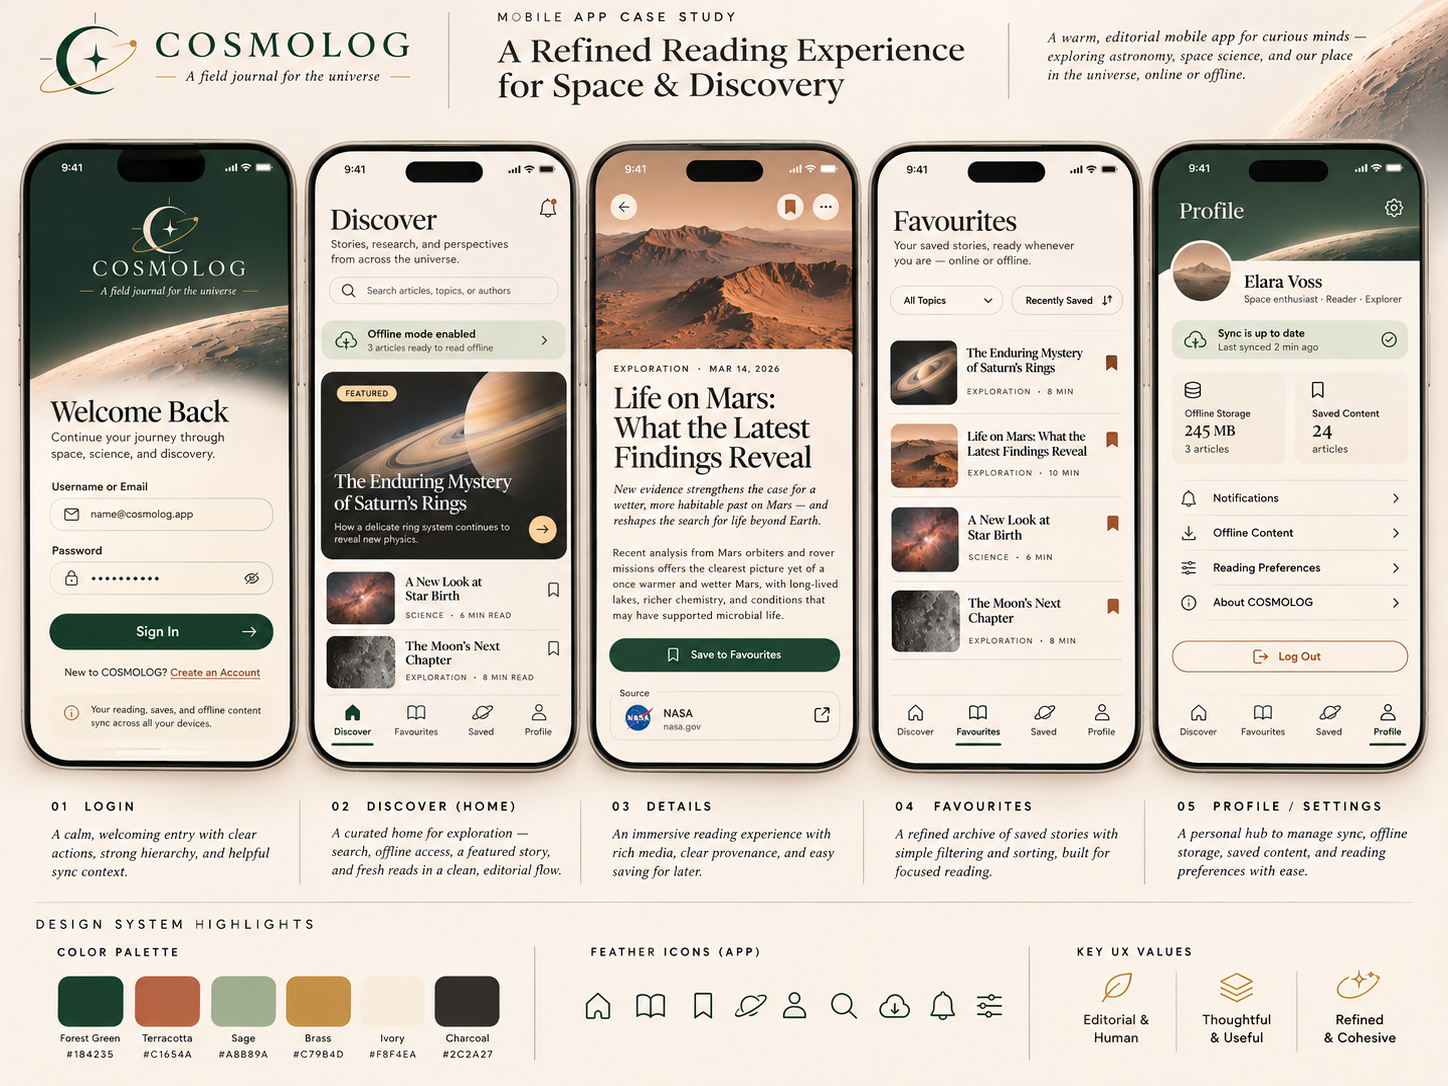 COSMOLOG
A field journal for the universe
MOBILE APP CASE STUDY
A Refined Reading Experience
for Space & Discovery
A warm, editorial mobile app for curious minds —
exploring astronomy, space science, and our place
in the universe, online or offline.
9:41
COSMOLOG
A field journal for the universe
Welcome Back
Continue your journey through
space, science, and discovery.
Username or Email
name@cosmolog.app
Password
••••••••••
Sign In
New to COSMOLOG? Create an Account
Your reading, saves, and offline content
sync across all your devices.
9:41
Discover
Stories, research, and perspectives
from across the universe.
Search articles, topics, or authors
Offline mode enabled
3 articles ready to read offline
FEATURED
The Enduring Mystery
of Saturn's Rings
How a delicate ring system continues to
reveal new physics.
A New Look at
Star Birth
SCIENCE • 6 MIN READ
The Moon's Next
Chapter
EXPLORATION • 8 MIN READ
Discover
Favourites
Saved
Profile
9:41
EXPLORATION • MAR 14, 2026
Life on Mars:
What the Latest
Findings Reveal
New evidence strengthens the case for a
wetter, more habitable past on Mars — and
reshapes the search for life beyond Earth.
Recent analysis from Mars orbiters and rover
missions offers the clearest picture yet of a
once warmer and wetter Mars, with long-lived
lakes, richer chemistry, and conditions that
may have supported microbial life.
Save to Favourites
Source
NASA
NASA
nasa.gov
9:41
Favourites
Your saved stories, ready whenever
you are — online or offline.
All Topics
Recently Saved
The Enduring Mystery
of Saturn's Rings
EXPLORATION • 8 MIN
Life on Mars: What the
Latest Findings Reveal
EXPLORATION • 10 MIN
A New Look at
Star Birth
SCIENCE • 6 MIN
The Moon's Next
Chapter
EXPLORATION • 8 MIN
Discover
Favourites
Saved
Profile
9:41
Profile
Elara Voss
Space enthusiast · Reader · Explorer
Sync is up to date
Last synced 2 min ago
Offline Storage
245 MB
3 articles
Saved Content
24
articles
Notifications
Offline Content
Reading Preferences
About COSMOLOG
Log Out
Discover
Favourites
Saved
Profile
01 LOGIN
A calm, welcoming entry with clear
actions, strong hierarchy, and helpful
sync context.
02 DISCOVER (HOME)
A curated home for exploration —
search, offline access, a featured story,
and fresh reads in a clean, editorial flow.
03 DETAILS
An immersive reading experience with
rich media, clear provenance, and easy
saving for later.
04 FAVOURITES
A refined archive of saved stories with
simple filtering and sorting, built for
focused reading.
05 PROFILE / SETTINGS
A personal hub to manage sync, offline
storage, saved content, and reading
preferences with ease.
DESIGN SYSTEM HIGHLIGHTS
COLOR PALETTE
Forest Green
#184235
Terracotta
#C1654A
Sage
#A8B89A
Brass
#C79B4D
Ivory
#F8F4EA
Charcoal
#2C2A27
FEATHER ICONS (APP)
KEY UX VALUES
Editorial &
Human
Thoughtful
& Useful
Refined
& Cohesive